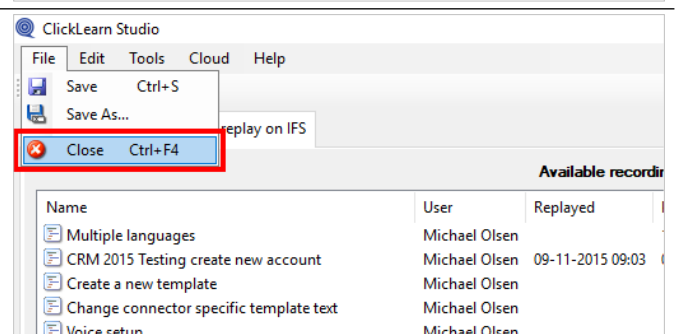 ClickLearn Studio
File Edit Tools Cloud Help
Save Ctrl+S
Save As...
replay on IFS
Close Ctrl+F4
Available recordin
Name User Replayed
Multiple languages Michael Olsen
CRM 2015 Testing create new account Michael Olsen 09-11-2015 09:03
Create a new template Michael Olsen
Change connector specific template text Michael Olsen
Voice setup Michael Olsen